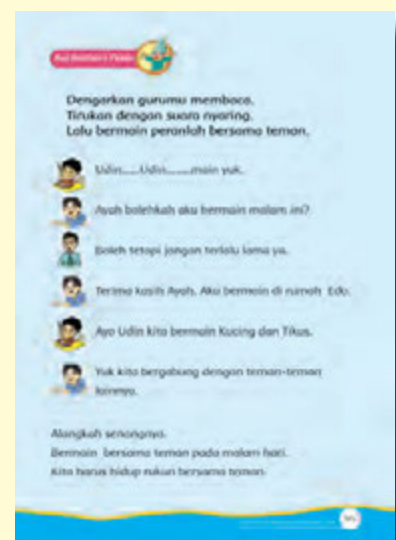 Ayo Bermain Peran
Dengarkan gurumu membaca.
Tirukan dengan suara nyaring.
Lalu bermain peranlah bersama teman.
Udin.....Udin........main yuk.
Ayah bolehkah aku bermain malam ini?
Boleh tetapi jangan terlalu lama ya.
Terima kasih Ayah. Aku bermain di rumah Edo.
Ayo Udin kita bermain Kucing dan Tikus.
Yuk kita bergabung dengan teman-teman
lainnya.
Alangkah senangnya.
Bermain bersama teman pada malam hari.
Kita harus hidup rukun bersama teman.